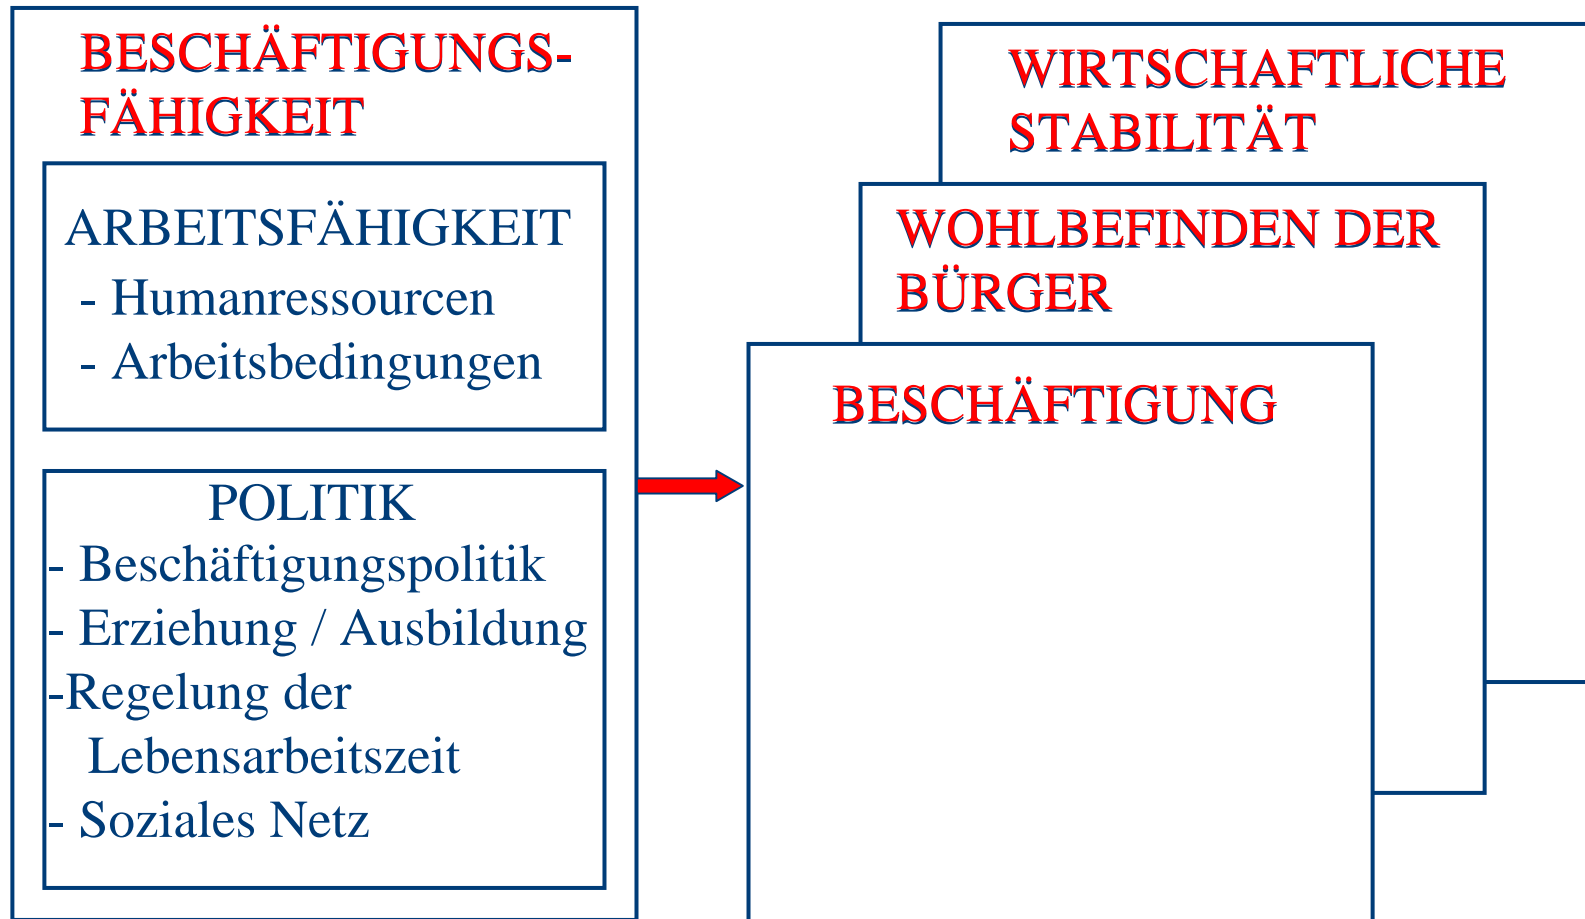 BESCHÄFTIGUNGS-
FÄHIGKEIT
ARBEITSFÄHIGKEIT
- Humanressourcen
- Arbeitsbedingungen
POLITIK
- Beschäftigungspolitik
- Erziehung / Ausbildung
-Regelung der
Lebensarbeitszeit
- Soziales Netz
WIRTSCHAFTLICHE
STABILITÄT
WOHLBEFINDEN DER
BÜRGER
BESCHÄFTIGUNG